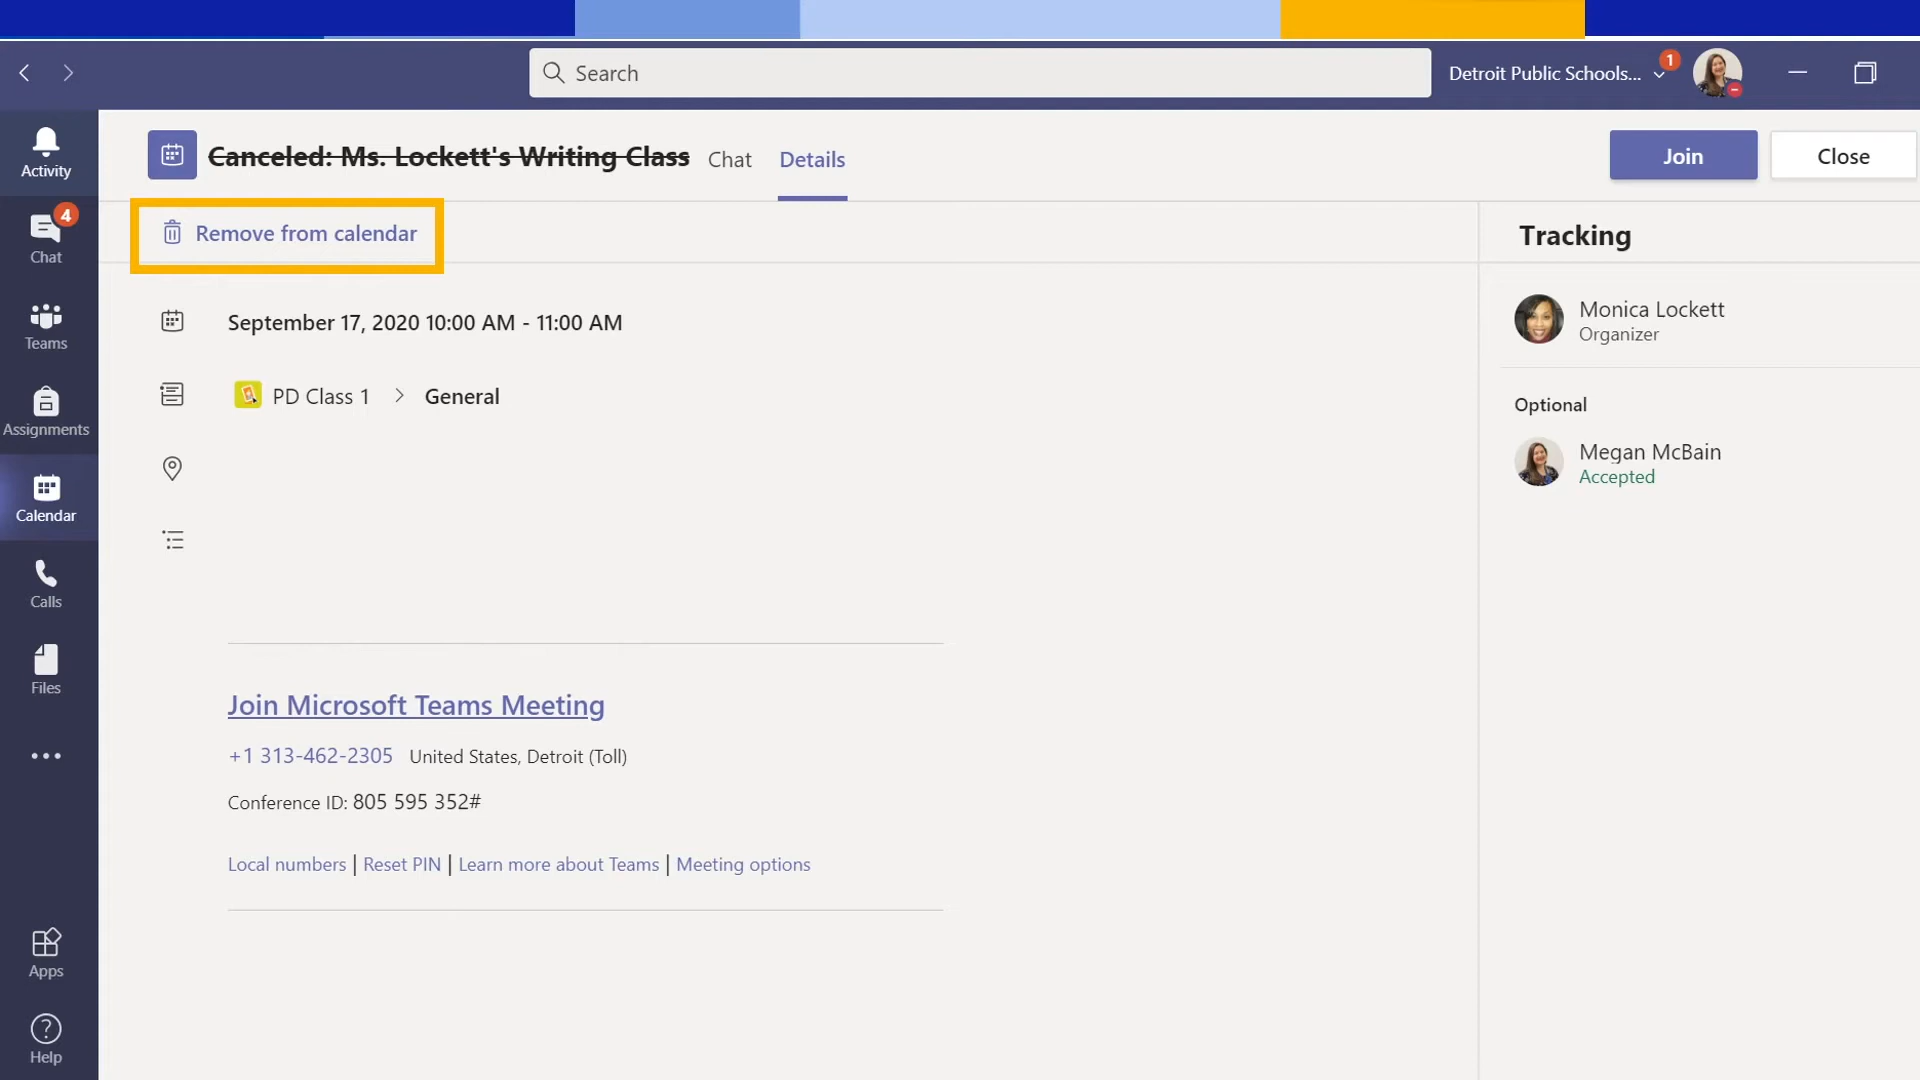 Search
Detroit Public Schools...
1
Activity
4
Chat
Teams
Assignments
Calendar
Calls
Files
Apps
Help
Canceled: Ms. Lockett's Writing Class
Chat
Details
Join
Close
Remove from calendar
September 17, 2020 10:00 AM - 11:00 AM
PD Class 1 > General
Join Microsoft Teams Meeting
+1 313-462-2305 United States, Detroit (Toll)
Conference ID: 805 595 352#
Local numbers | Reset PIN | Learn more about Teams | Meeting options
Tracking
Monica Lockett
Organizer
Optional
Megan McBain
Accepted